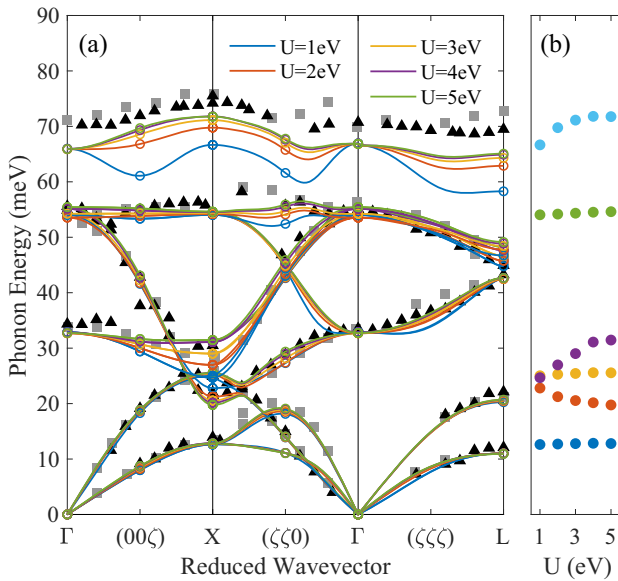 (a)
U=1eV
U=2eV
U=3eV
U=4eV
U=5eV
(b)
90
80
70
60
50
40
30
20
10
0
Phonon Energy (meV)
Γ
(00ζ)
X
(ζζ0)
Γ
(ζζζ)
L
Reduced Wavevector
1
3
5
U (eV)